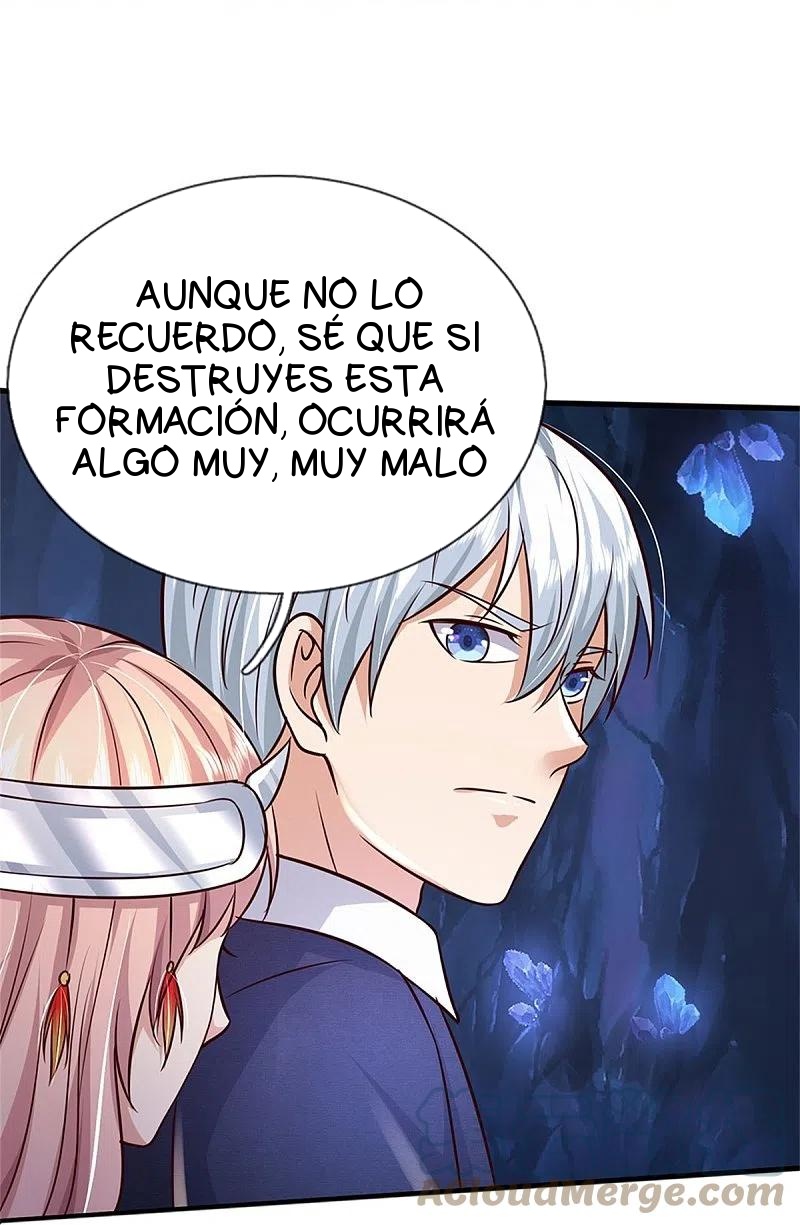 AUNQUE NO LO
RECUERDO, SÉ QUE SI
DESTRUYES ESTA
FORMACIÓN, OCURRIRÁ
ALGO MUY, MUY MALO
AcloudMerge.com